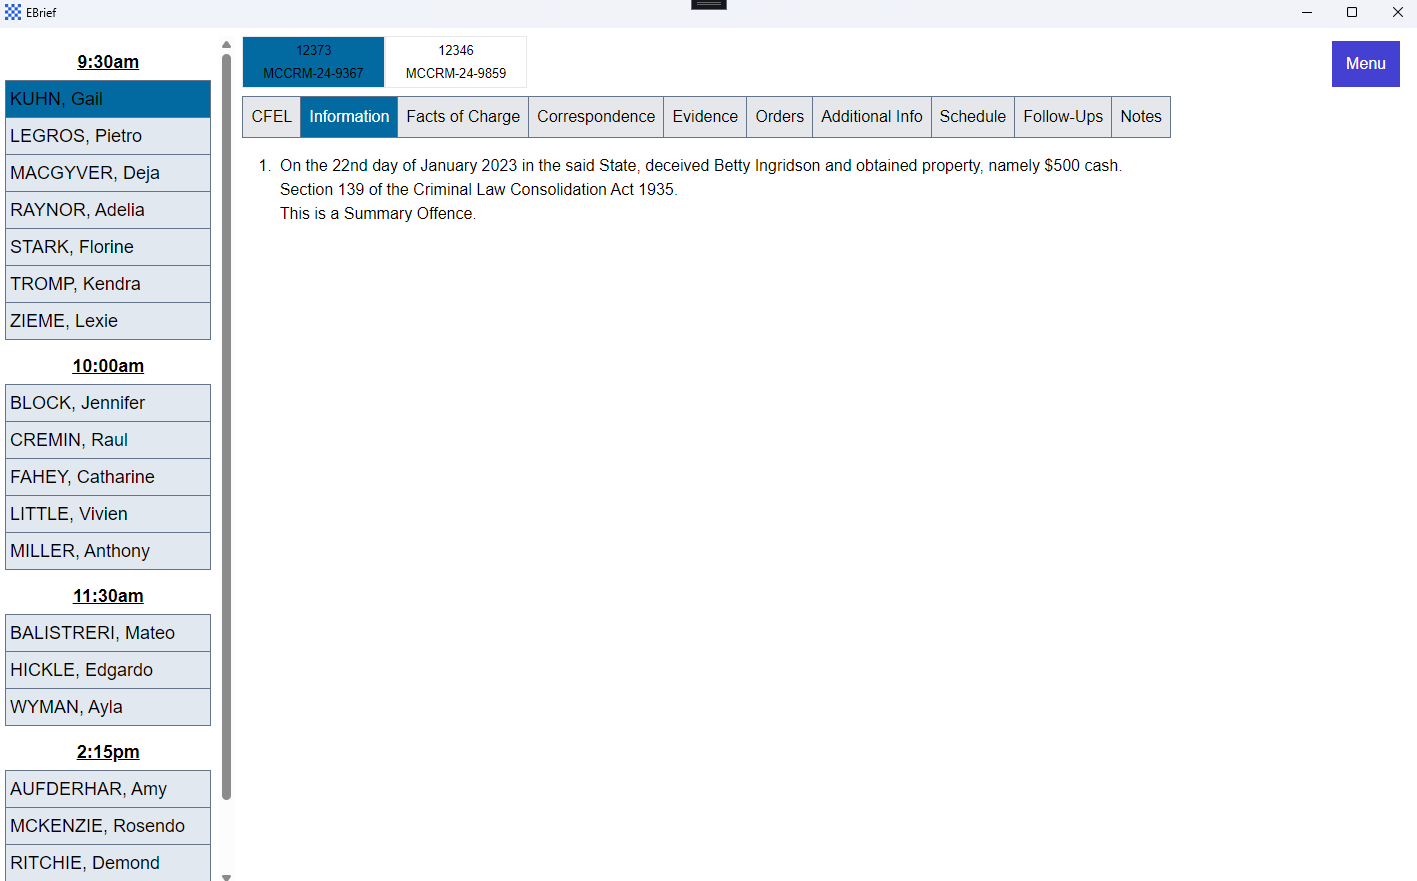 EBrief
9:30am
KUHN, Gail
LEGROS, Pietro
MACGYVER, Deja
RAYNOR, Adelia
STARK, Florine
TROMP, Kendra
ZIEME, Lexie
10:00am
BLOCK, Jennifer
CREMIN, Raul
FAHEY, Catharine
LITTLE, Vivien
MILLER, Anthony
11:30am
BALISTRERI, Mateo
HICKLE, Edgardo
WYMAN, Ayla
2:15pm
AUFDERHAR, Amy
MCKENZIE, Rosendo
RITCHIE, Demond
12373
MCCRM-24-9367
12346
MCCRM-24-9859
Menu
CFEL Information Facts of Charge Correspondence Evidence Orders Additional Info Schedule Follow-Ups Notes
1. On the 22nd day of January 2023 in the said State, deceived Betty Ingridson and obtained property, namely $500 cash.
Section 139 of the Criminal Law Consolidation Act 1935.
This is a Summary Offence.